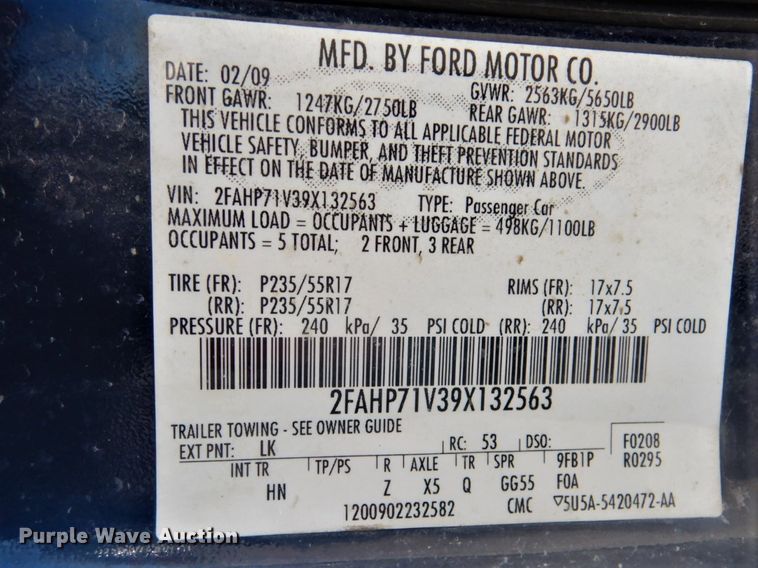 MFD. BY FORD MOTOR CO.
DATE: 02/09 GVWR: 2563KG/5650LB
FRONT GAWR: 1247KG/2750LB REAR GAWR: 1315KG/2900LB
THIS VEHICLE CONFORMS TO ALL APPLICABLE FEDERAL MOTOR
VEHICLE SAFETY, BUMPER, AND THEFT PREVENTION STANDARDS
IN EFFECT ON THE DATE OF MANUFACTURE SHOWN ABOVE.
VIN: 2FAHP71V39X132563 TYPE: Passenger Car
MAXIMUM LOAD = OCCUPANTS + LUGGAGE = 498KG/1100LB
OCCUPANTS = 5 TOTAL; 2 FRONT, 3 REAR
TIRE (FR): P235/55R17 RIMS (FR): 17x7.5
(RR): P235/55R17 (RR): 17x7.5
PRESSURE (FR): 240 kPa/ 35 PSI COLD (RR): 240 kPa/ 35 PSI COLD
2FAHP71V39X132563
TRAILER TOWING - SEE OWNER GUIDE
EXT PNT: LK RC: 53 DSO: F0208
INT TR TP/PS R AXLE TR SPR 9FB1P R0295
HN Z X5 Q GG55 FOA
1200902232582 CMC ▽5U5A-5420472-AA
Purple Wave Auction